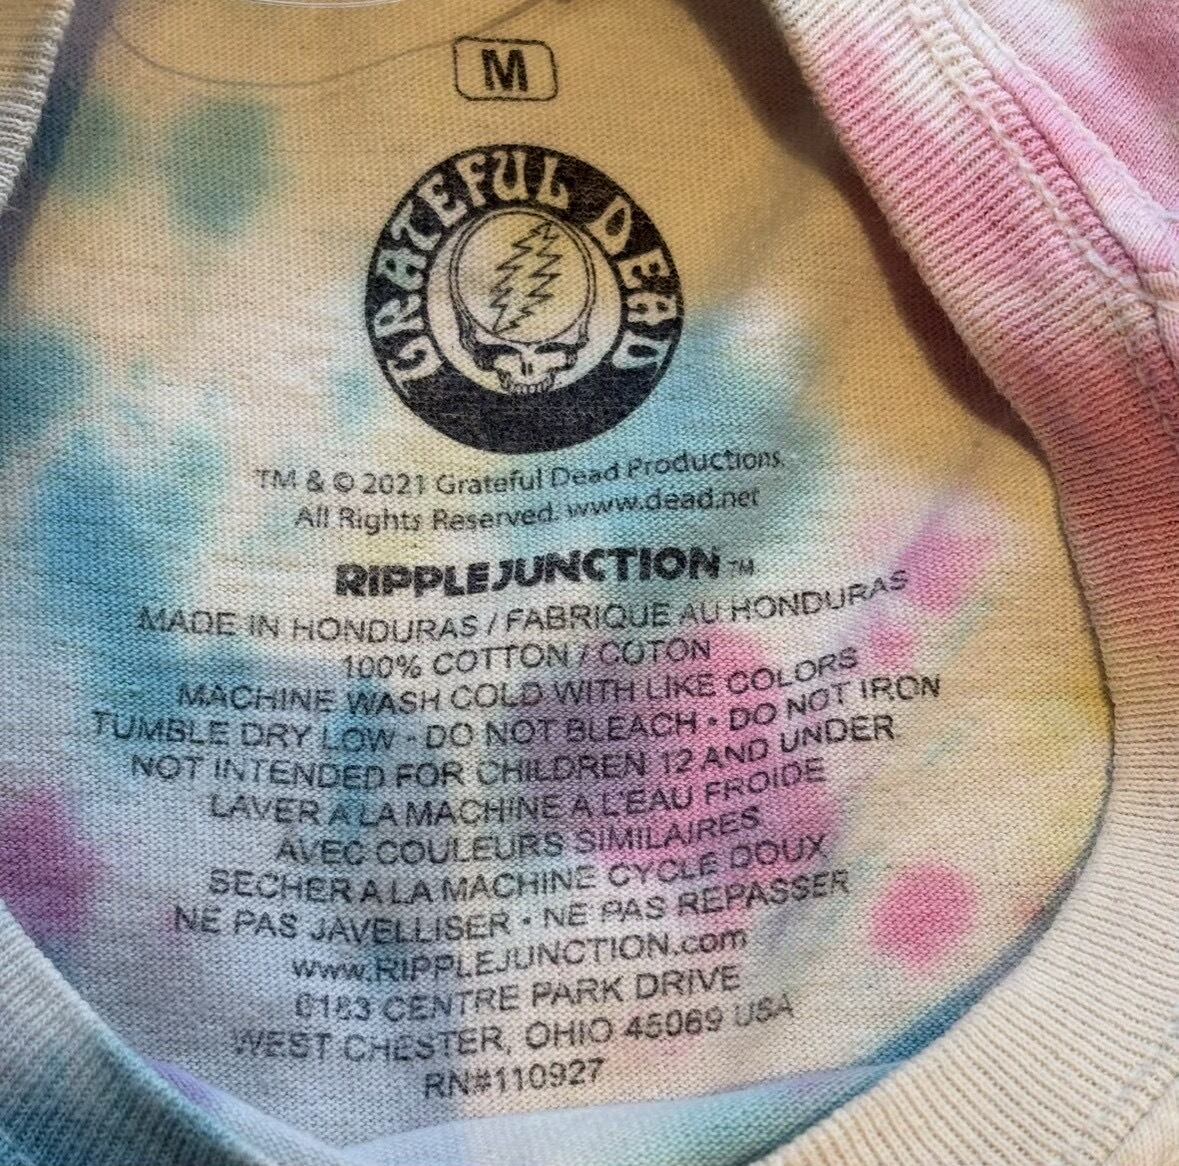 M
GRATEFUL DEAD
TM & © 2021 Grateful Dead Productions.
All Rights Reserved. www.dead.net
RIPPLE JUNCTION TM
MADE IN HONDURAS / FABRIQUE AU HONDURAS
100% COTTON / COTON
MACHINE WASH COLD WITH LIKE COLORS
TUMBLE DRY LOW • DO NOT BLEACH • DO NOT IRON
NOT INTENDED FOR CHILDREN 12 AND UNDER
LAVER A LA MACHINE A L'EAU FROIDE
AVEC COULEURS SIMILAIRES
SECHER A LA MACHINE CYCLE DOUX
NE PAS JAVELLISER • NE PAS REPASSER
www.RIPPLEJUNCTION.com
CENTRE PARK DRIVE
WEST CHESTER, OHIO 45069 USA
RN#110927